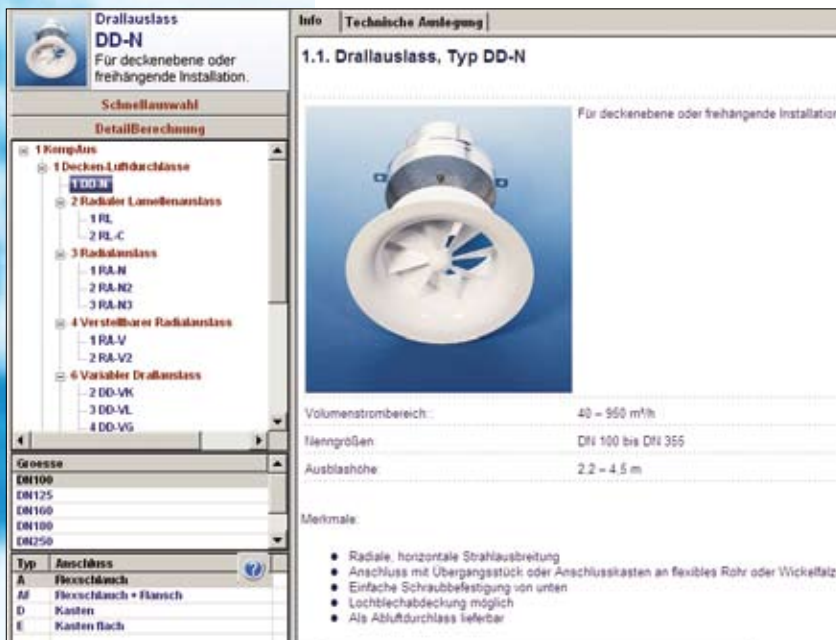 Drallauslass
DD-N
Für deckenebene oder
freihängende Installation.
Schnellauswahl
DetailBerechnung
1 KompAus
1 Decken-Luftdurchlässe
1 DD-N
2 Radialer Lamellenauslass
1 RL
2 RL-C
3 Radialauslass
1 RA-N
2 RA-N2
3 RA-N3
4 Verstellbarer Radialauslass
1 RA-V
2 RA-V2
6 Variabler Drallauslass
2 DD-VK
3 DD-VL
4 DD-VG
Groesse
DN100
DN125
DN160
DN180
DN250
Typ Anschluss
A Flexschlauch
AF Flexschlauch + Flansch
D Kasten
E Kasten flach
Info Technische Auslegung
1.1. Drallauslass, Typ DD-N
Für deckenebene oder freihängende Installation
Volumenstrombereich: 40 – 950 m³/h
Nenngrößen DN 100 bis DN 355
Ausblashöhe: 2,2 – 4,5 m
Merkmale:
● Radiale, horizontale Strahlausbreitung
● Anschluss mit Übergangsstück oder Anschlusskasten an flexibles Rohr oder Wickelfalz
● Einfache Schraubbefestigung von unten
● Lochblechabdeckung möglich
● Als Abluftdurchlass lieferbar